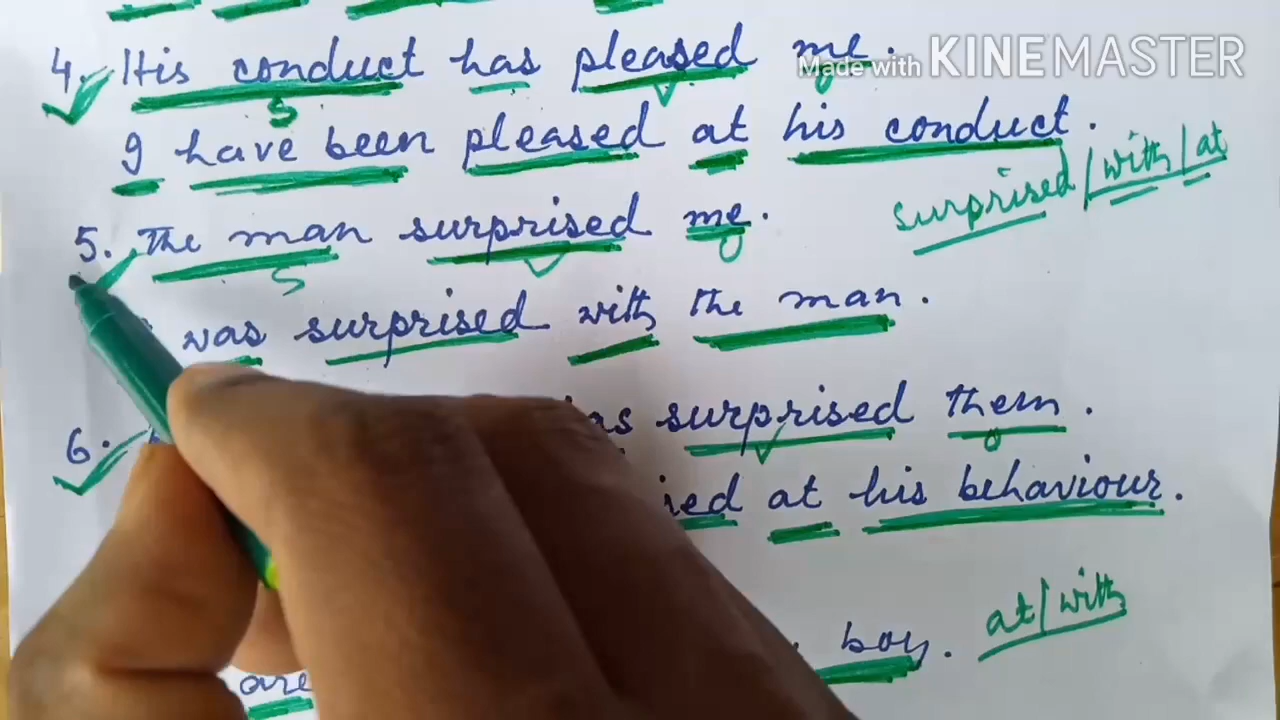 4. His conduct has pleased me.
Made with KINEMASTER
S V O
I have been pleased at his conduct.
surprised / with / at
5. The man surprised me.
S V O
was surprised with the man.
6. surprised them.
V O
at his behaviour.
at / with
boy.
are